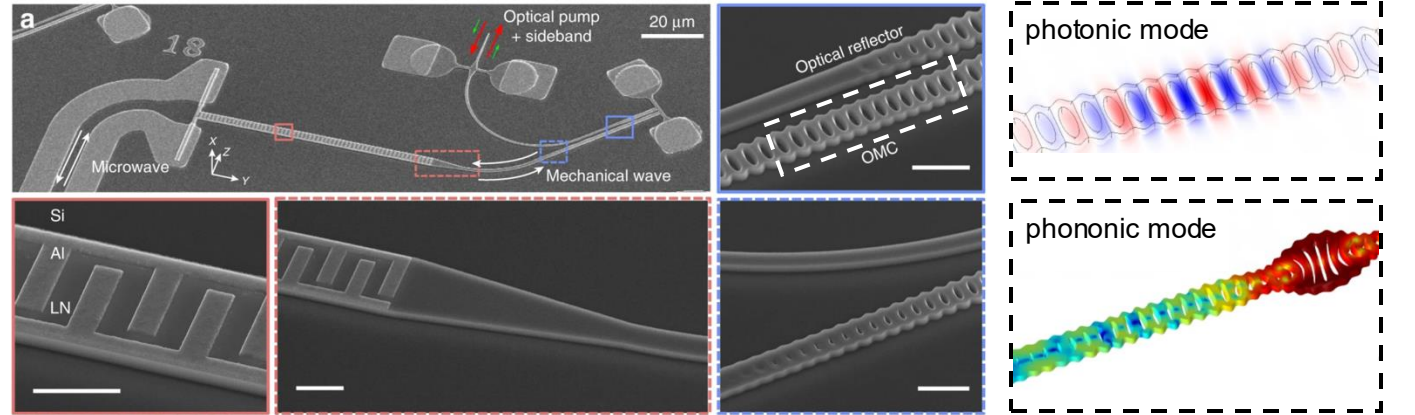 a
18
Optical pump
+ sideband
20 μm
Microwave
X
Z
Y
Mechanical wave
Optical reflector
OMC
photonic mode
Si
Al
LN
phononic mode